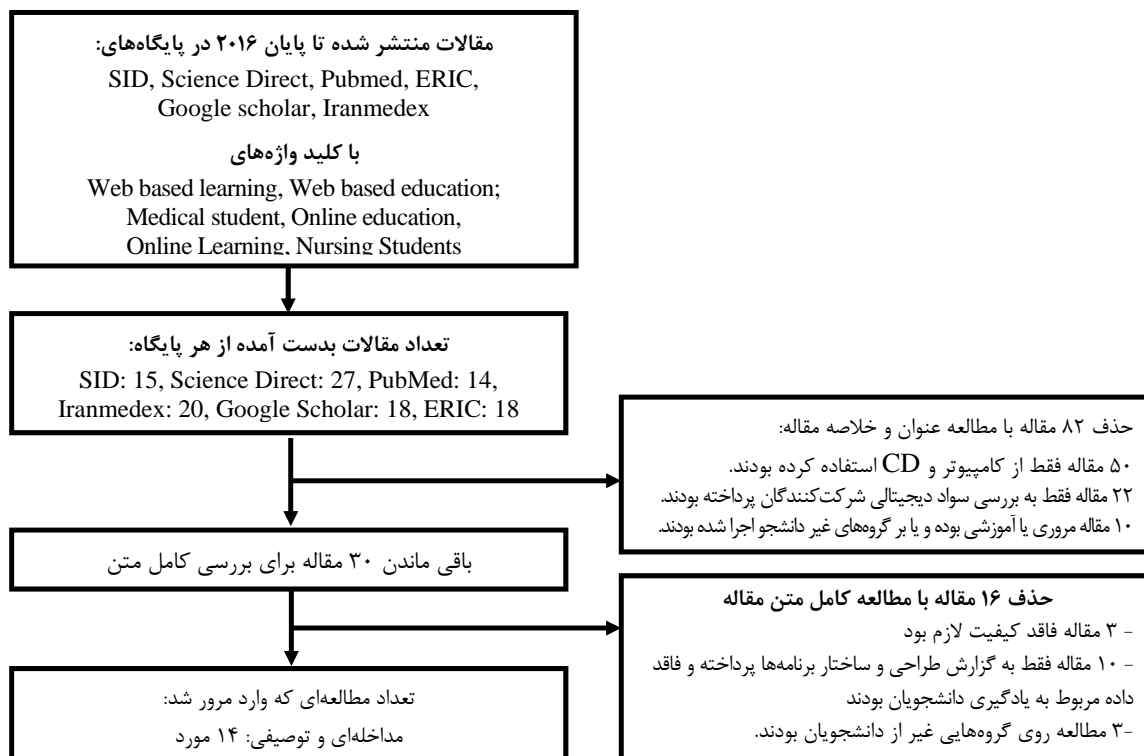 مقالات منتشر شده تا پایان ۲۰۱۶ در پایگاه‌های:
SID, Science Direct, Pubmed, ERIC,
Google scholar, Iranmedex
با کلید واژه‌های
Web based learning, Web based education;
Medical student, Online education,
Online Learning, Nursing Students
تعداد مقالات بدست آمده از هر پایگاه:
SID: 15, Science Direct: 27, PubMed: 14,
Iranmedex: 20, Google Scholar: 18, ERIC: 18
حذف ۸۲ مقاله با مطالعه عنوان و خلاصه مقاله:
۵۰ مقاله فقط از کامپیوتر و CD استفاده کرده بودند.
۲۲ مقاله فقط به بررسی سواد دیجیتالی شرکت‌کنندگان پرداخته بودند.
۱۰ مقاله مروری یا آموزشی بوده و یا بر گروه‌های غیر دانشجو اجرا شده بودند.
باقی ماندن ۳۰ مقاله برای بررسی کامل متن
حذف ۱۶ مقاله با مطالعه کامل متن مقاله
- ۳ مقاله فاقد کیفیت لازم بود
- ۱۰ مقاله فقط به گزارش طراحی و ساختار برنامه‌ها پرداخته و فاقد
داده مربوط به یادگیری دانشجویان بودند
-۳ مطالعه روی گروه‌هایی غیر از دانشجویان بودند.
تعداد مطالعه‌ای که وارد مرور شد:
مداخله‌ای و توصیفی: ۱۴ مورد